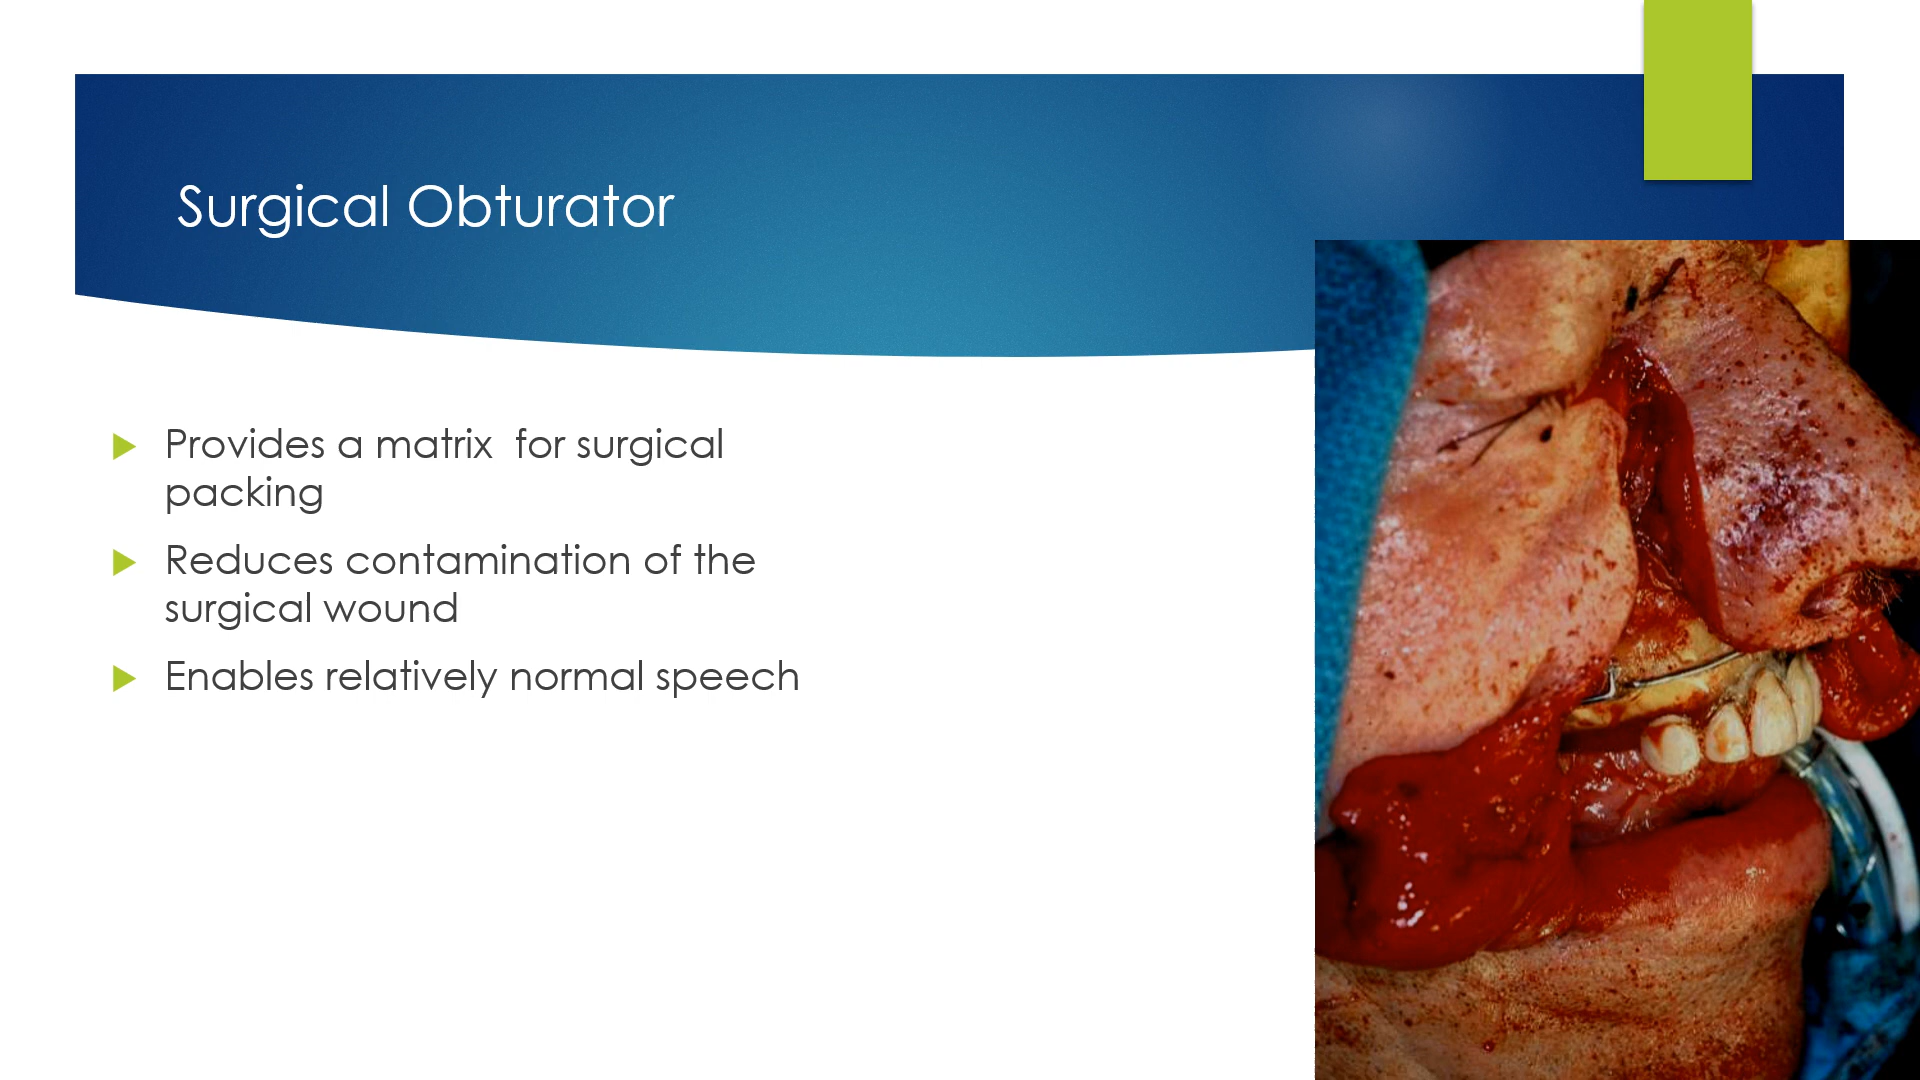 Surgical Obturator
Provides a matrix  for surgical
packing
Reduces contamination of the
surgical wound
Enables relatively normal speech